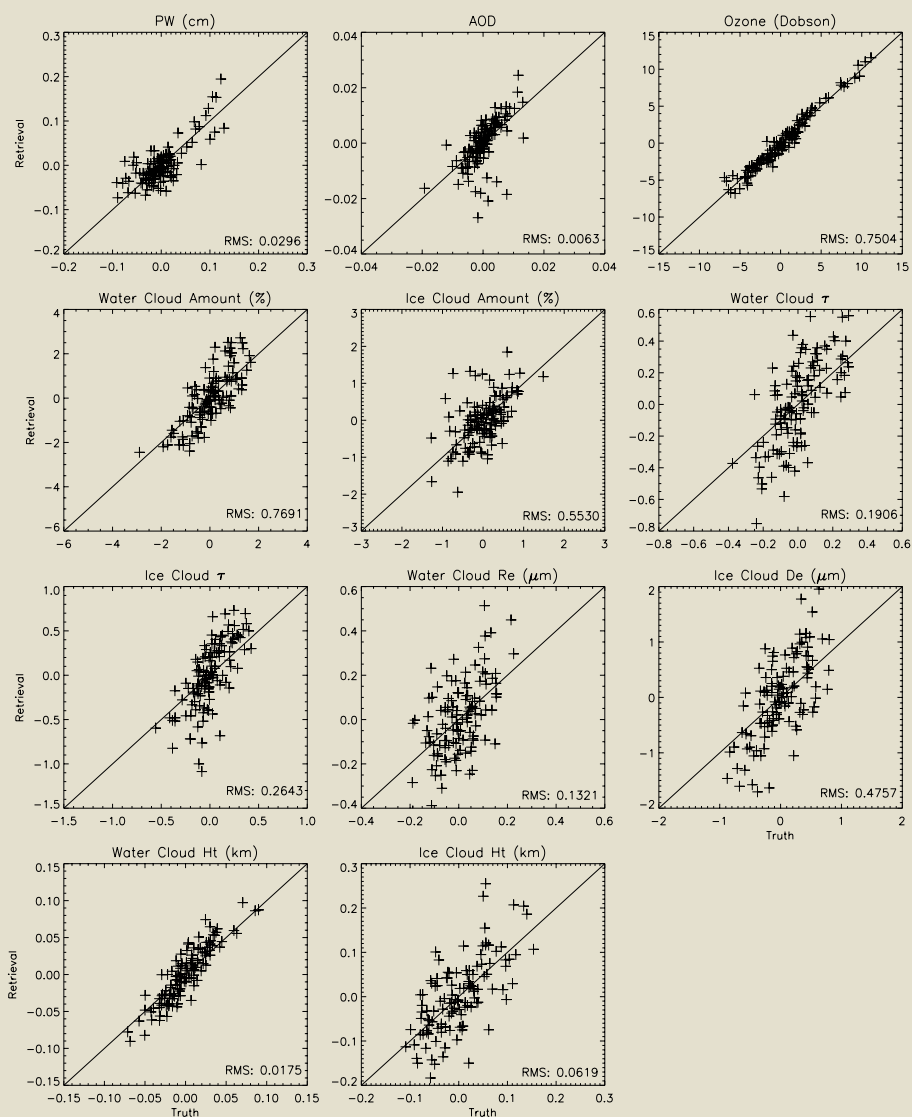 PW (cm)
AOD
Ozone (Dobson)
0.3
0.2
0.1
0.0
−0.1
−0.2
Retrieval
RMS: 0.0296
−0.2 −0.1 0.0 0.1 0.2 0.3
0.04
0.02
0.00
−0.02
−0.04
RMS: 0.0063
−0.04 −0.02 0.00 0.02 0.04
15
10
5
0
−5
−10
−15
RMS: 0.7504
−15 −10 −5 0 5 10 15
Water Cloud Amount (%)
Ice Cloud Amount (%)
Water Cloud τ
4
2
0
−2
−4
−6
Retrieval
RMS: 0.7691
−6 −4 −2 0 2 4
3
2
1
0
−1
−2
−3
RMS: 0.5530
−3 −2 −1 0 1 2 3
0.6
0.4
0.2
0.0
−0.2
−0.4
−0.6
−0.8
RMS: 0.1906
−0.8 −0.6 −0.4 −0.2 0.0 0.2 0.4 0.6
Ice Cloud τ
Water Cloud Re (μm)
Ice Cloud De (μm)
1.0
0.5
0.0
−0.5
−1.0
−1.5
Retrieval
RMS: 0.2643
−1.5 −1.0 −0.5 0.0 0.5 1.0
0.6
0.4
0.2
0.0
−0.2
−0.4
RMS: 0.1321
−0.4 −0.2 0.0 0.2 0.4 0.6
2
1
0
−1
−2
RMS: 0.4757
−2 −1 0 1 2
Truth
Water Cloud Ht (km)
Ice Cloud Ht (km)
0.15
0.10
0.05
0.00
−0.05
−0.10
−0.15
Retrieval
RMS: 0.0175
−0.15 −0.10 −0.05 0.00 0.05 0.10 0.15
Truth
0.3
0.2
0.1
0.0
−0.1
−0.2
RMS: 0.0619
−0.2 −0.1 0.0 0.1 0.2 0.3
Truth